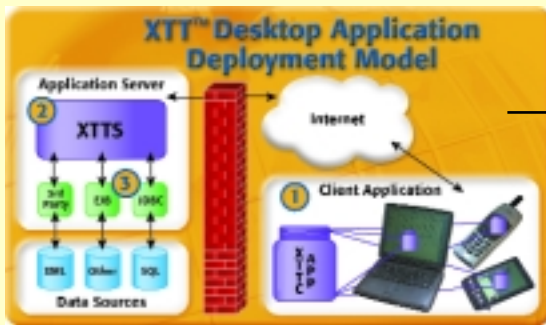 XTT™ Desktop Application
Deployment Model
Application Server
2
XTTS
Internet
3
3rd
Party
EJB
JDBC
1
Client Application
XTTC
APP
XML
Other
SQL
Data Sources